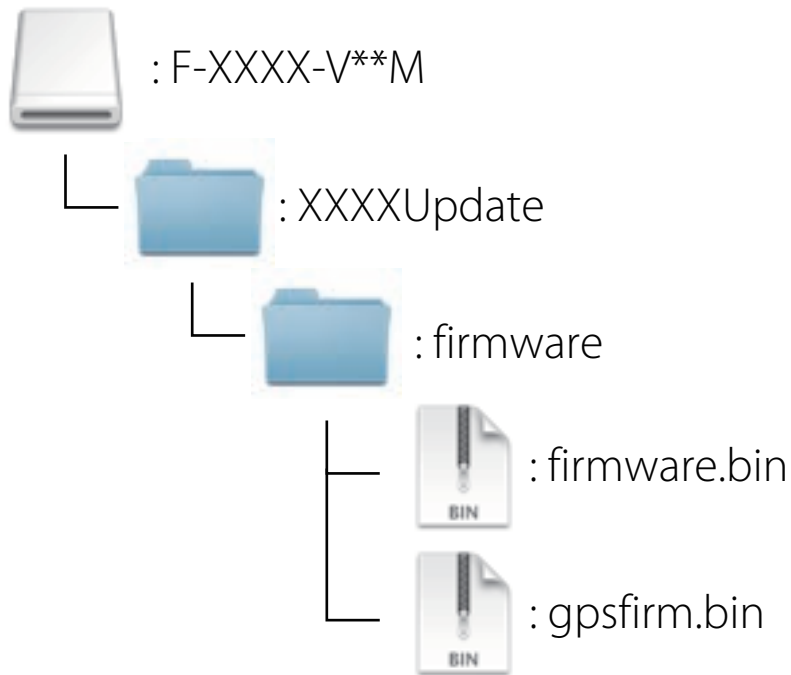 : F-XXXX-V**M
: XXXXUpdate
: firmware
: firmware.bin
BIN
: gpsfirm.bin
BIN